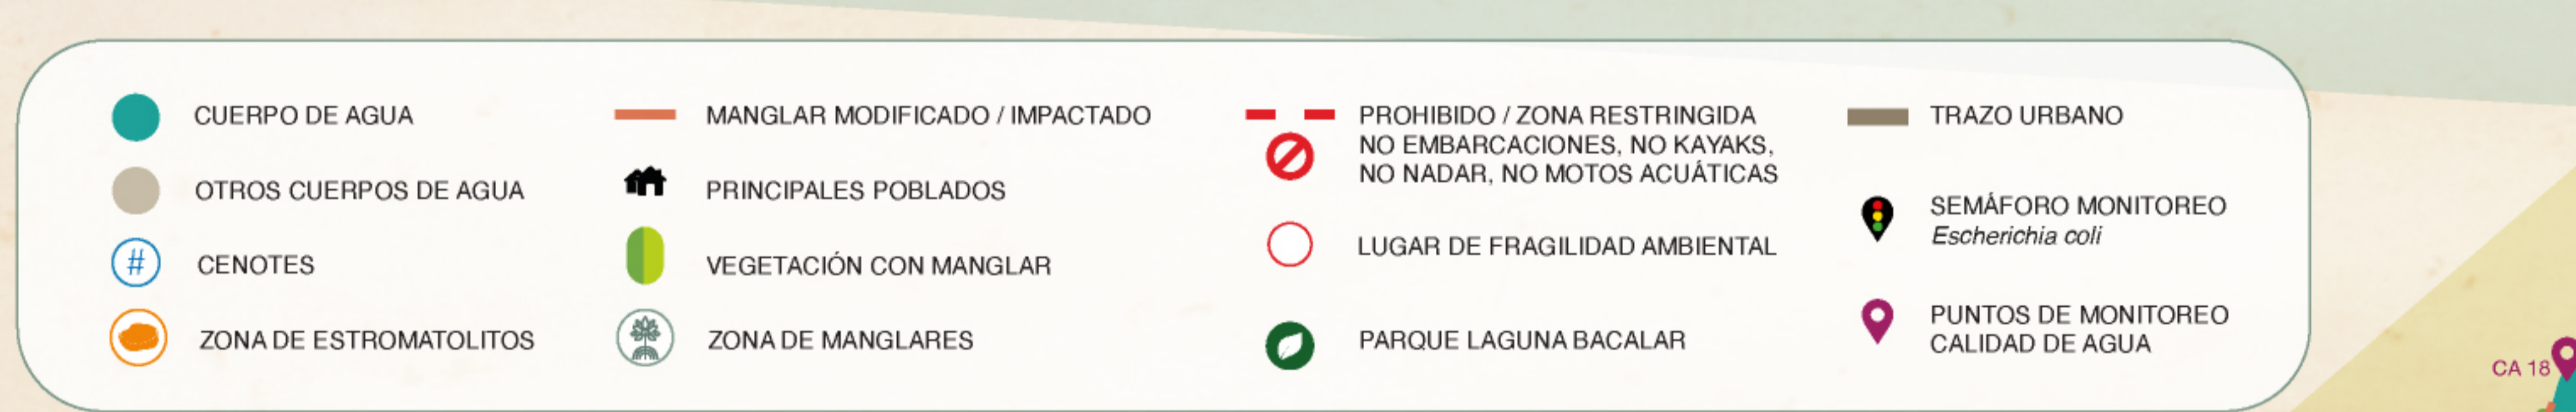 CUERPO DE AGUA
OTROS CUERPOS DE AGUA
#
CENOTES
ZONA DE ESTROMATOLITOS
MANGLAR MODIFICADO / IMPACTADO
PRINCIPALES POBLADOS
VEGETACIÓN CON MANGLAR
ZONA DE MANGLARES
PROHIBIDO / ZONA RESTRINGIDA
NO EMBARCACIONES, NO KAYAKS,
NO NADAR, NO MOTOS ACUÁTICAS
LUGAR DE FRAGILIDAD AMBIENTAL
PARQUE LAGUNA BACALAR
TRAZO URBANO
SEMÁFORO MONITOREO
Escherichia coli
PUNTOS DE MONITOREO
CALIDAD DE AGUA
CA 18